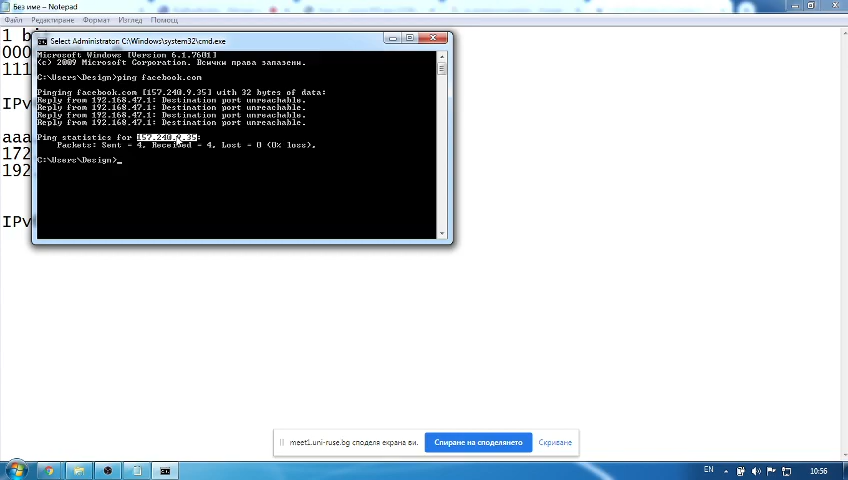 Без име – Notepad
Файл Редактиране Формат Изглед Помощ
1 b
000
111
IPv
aaa
172
192
IPv
Select Administrator: C:\Windows\system32\cmd.exe
Microsoft Windows [Version 6.1.7601]
(c) 2009 Microsoft Corporation. Всички права запазени.
C:\Users\Design>ping facebook.com
Pinging facebook.com [157.240.9.35] with 32 bytes of data:
Reply from 192.168.47.1: Destination port unreachable.
Reply from 192.168.47.1: Destination port unreachable.
Reply from 192.168.47.1: Destination port unreachable.
Reply from 192.168.47.1: Destination port unreachable.
Ping statistics for 157.240.9.35:
Packets: Sent = 4, Received = 4, Lost = 0 (0% loss),
C:\Users\Design>_
meet1.uni-ruse.bg споделя екрана ви.
Спиране на споделянето
Скриване
EN
10:56